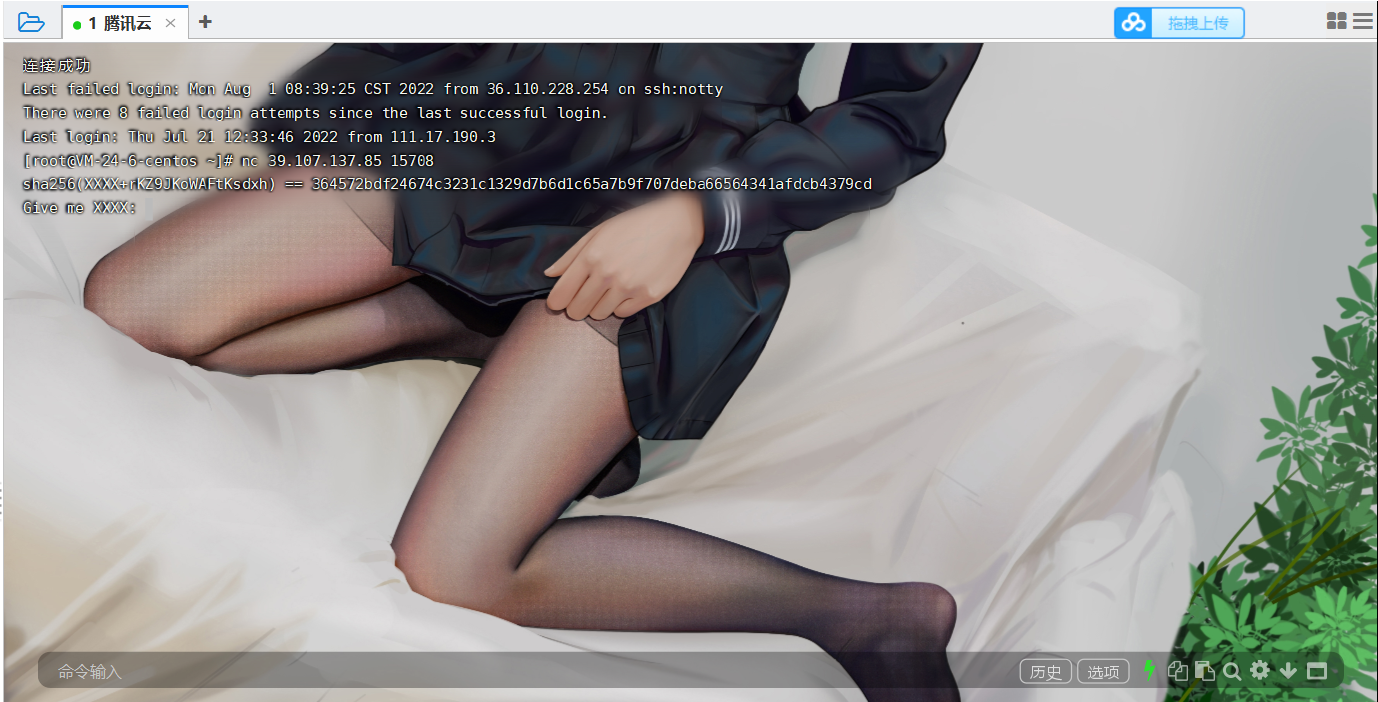 1 腾讯云
拖拽上传
连接成功
Last failed login: Mon Aug  1 08:39:25 CST 2022 from 36.110.228.254 on ssh:notty
There were 8 failed login attempts since the last successful login.
Last login: Thu Jul 21 12:33:46 2022 from 111.17.190.3
[root@VM-24-6-centos ~]# nc 39.107.137.85 15708
sha256(XXXX+rKZ9JKoWAFtKsdxh) == 364572bdf24674c3231c1329d7b6d1c65a7b9f707deba66564341afdcb4379cd
Give me XXXX:
命令输入
历史 选项